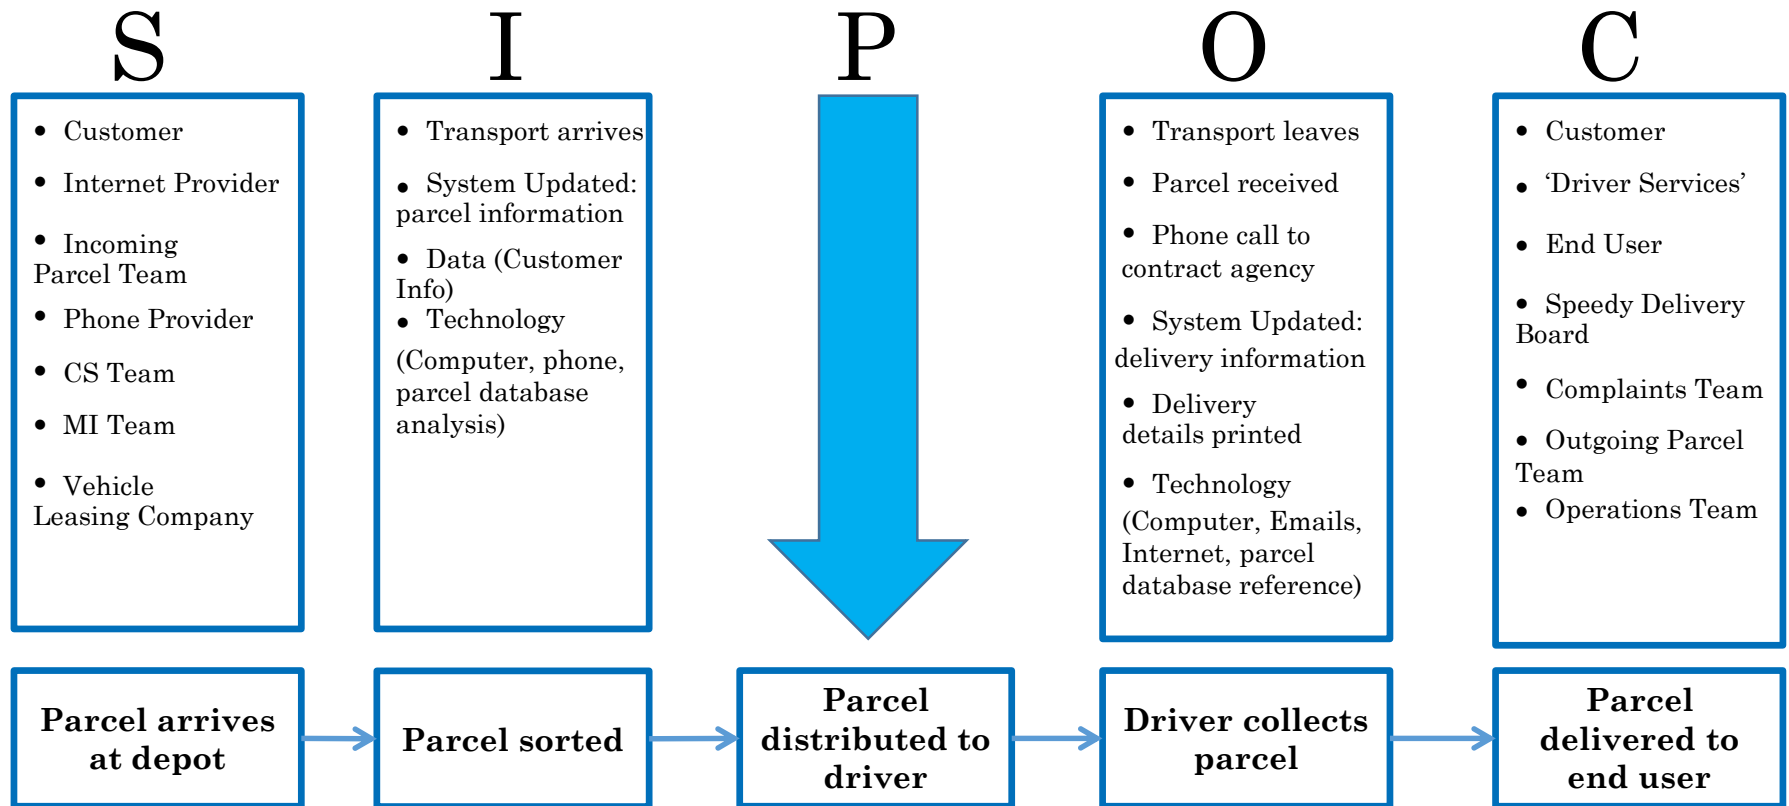 S
I
P
O
C
• Customer
• Internet Provider
• Incoming
Parcel Team
• Phone Provider
• CS Team
• MI Team
• Vehicle
Leasing Company
• Transport arrives
• System Updated:
parcel information
• Data (Customer
Info)
• Technology
(Computer, phone,
parcel database
analysis)
• Transport leaves
• Parcel received
• Phone call to
contract agency
• System Updated:
delivery information
• Delivery
details printed
• Technology
(Computer, Emails,
Internet, parcel
database reference)
• Customer
• ‘Driver Services’
• End User
• Speedy Delivery
Board
• Complaints Team
• Outgoing Parcel
Team
• Operations Team
Parcel arrives
at depot
Parcel sorted
Parcel
distributed to
driver
Driver collects
parcel
Parcel
delivered to
end user